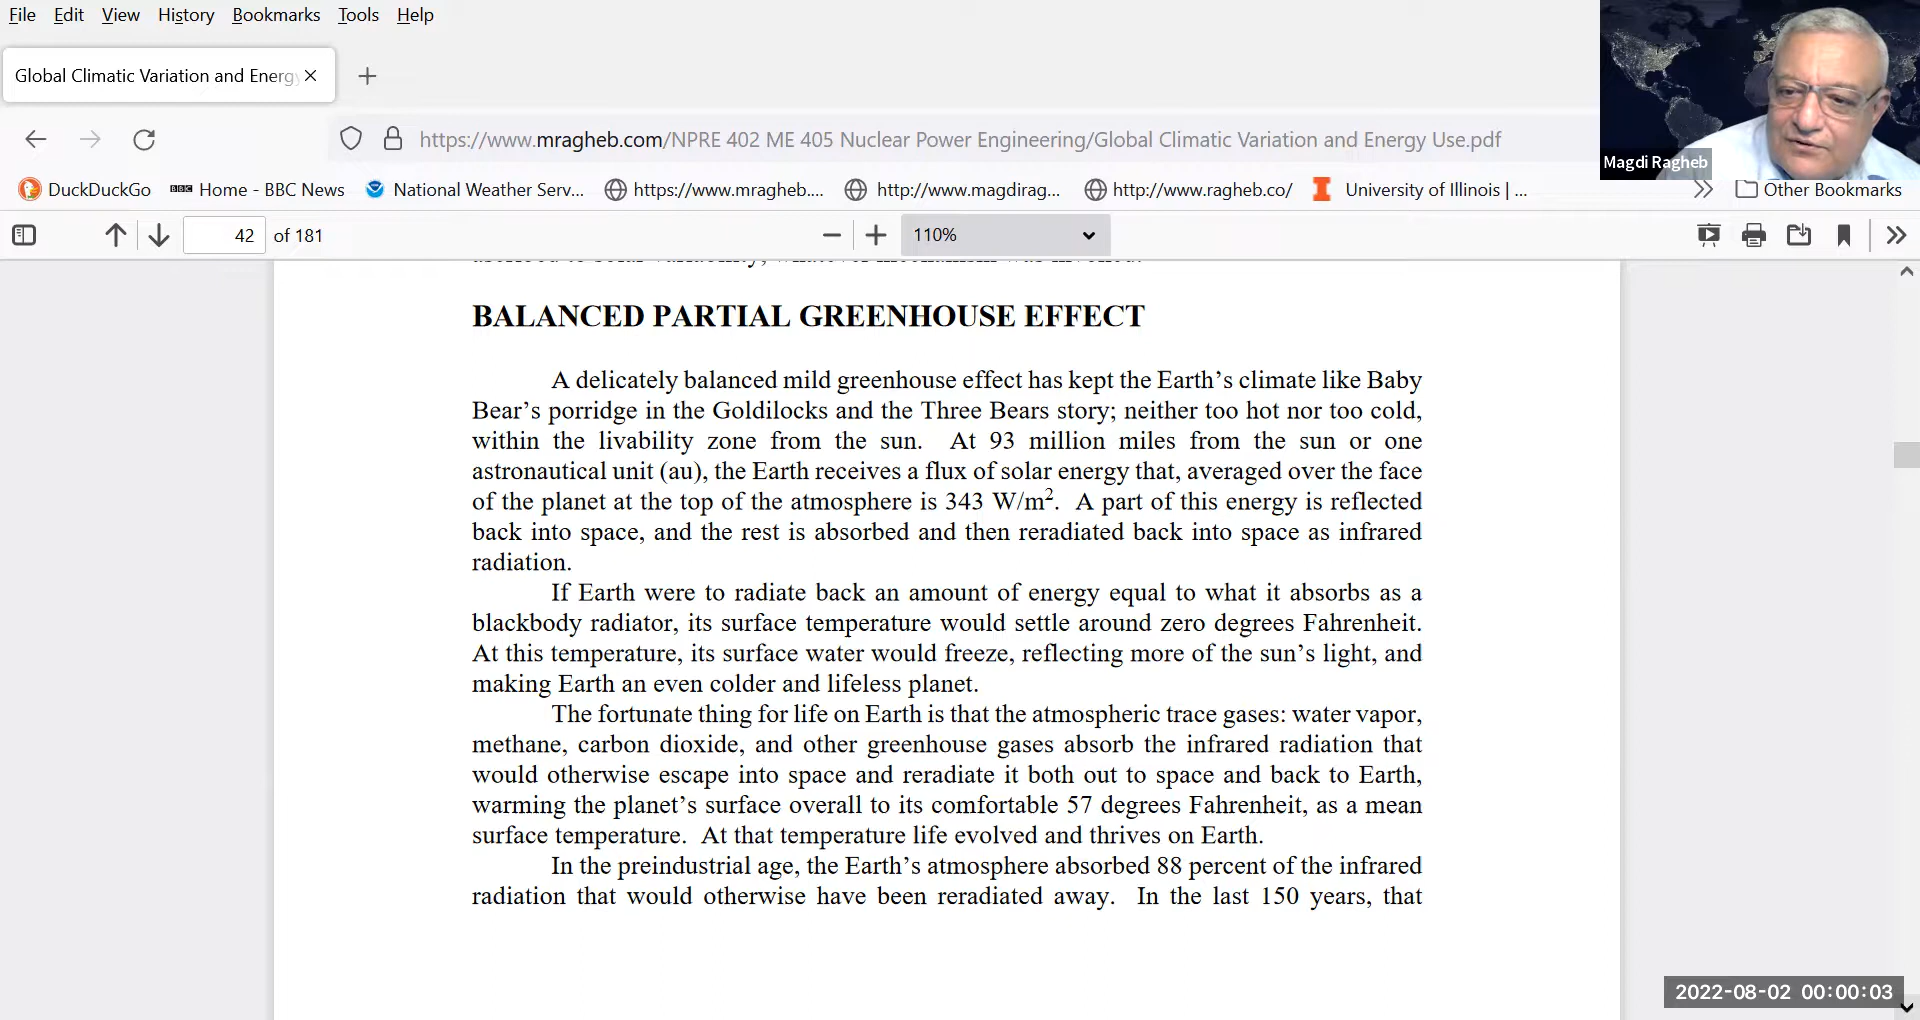 File Edit View History Bookmarks Tools Help
Global Climatic Variation and Energy
https://www.mragheb.com/NPRE 402 ME 405 Nuclear Power Engineering/Global Climatic Variation and Energy Use.pdf
Magdi Ragheb
DuckDuckGo BBC Home - BBC News National Weather Serv... https://www.mragheb.... http://www.magdirag... http://www.ragheb.co/ University of Illinois | ... Other Bookmarks
42 of 181 110%
BALANCED PARTIAL GREENHOUSE EFFECT
A delicately balanced mild greenhouse effect has kept the Earth’s climate like Baby
Bear’s porridge in the Goldilocks and the Three Bears story; neither too hot nor too cold,
within the livability zone from the sun. At 93 million miles from the sun or one
astronautical unit (au), the Earth receives a flux of solar energy that, averaged over the face
of the planet at the top of the atmosphere is 343 W/m². A part of this energy is reflected
back into space, and the rest is absorbed and then reradiated back into space as infrared
radiation.
If Earth were to radiate back an amount of energy equal to what it absorbs as a
blackbody radiator, its surface temperature would settle around zero degrees Fahrenheit.
At this temperature, its surface water would freeze, reflecting more of the sun’s light, and
making Earth an even colder and lifeless planet.
The fortunate thing for life on Earth is that the atmospheric trace gases: water vapor,
methane, carbon dioxide, and other greenhouse gases absorb the infrared radiation that
would otherwise escape into space and reradiate it both out to space and back to Earth,
warming the planet’s surface overall to its comfortable 57 degrees Fahrenheit, as a mean
surface temperature. At that temperature life evolved and thrives on Earth.
In the preindustrial age, the Earth’s atmosphere absorbed 88 percent of the infrared
radiation that would otherwise have been reradiated away. In the last 150 years, that
2022-08-02 00:00:03